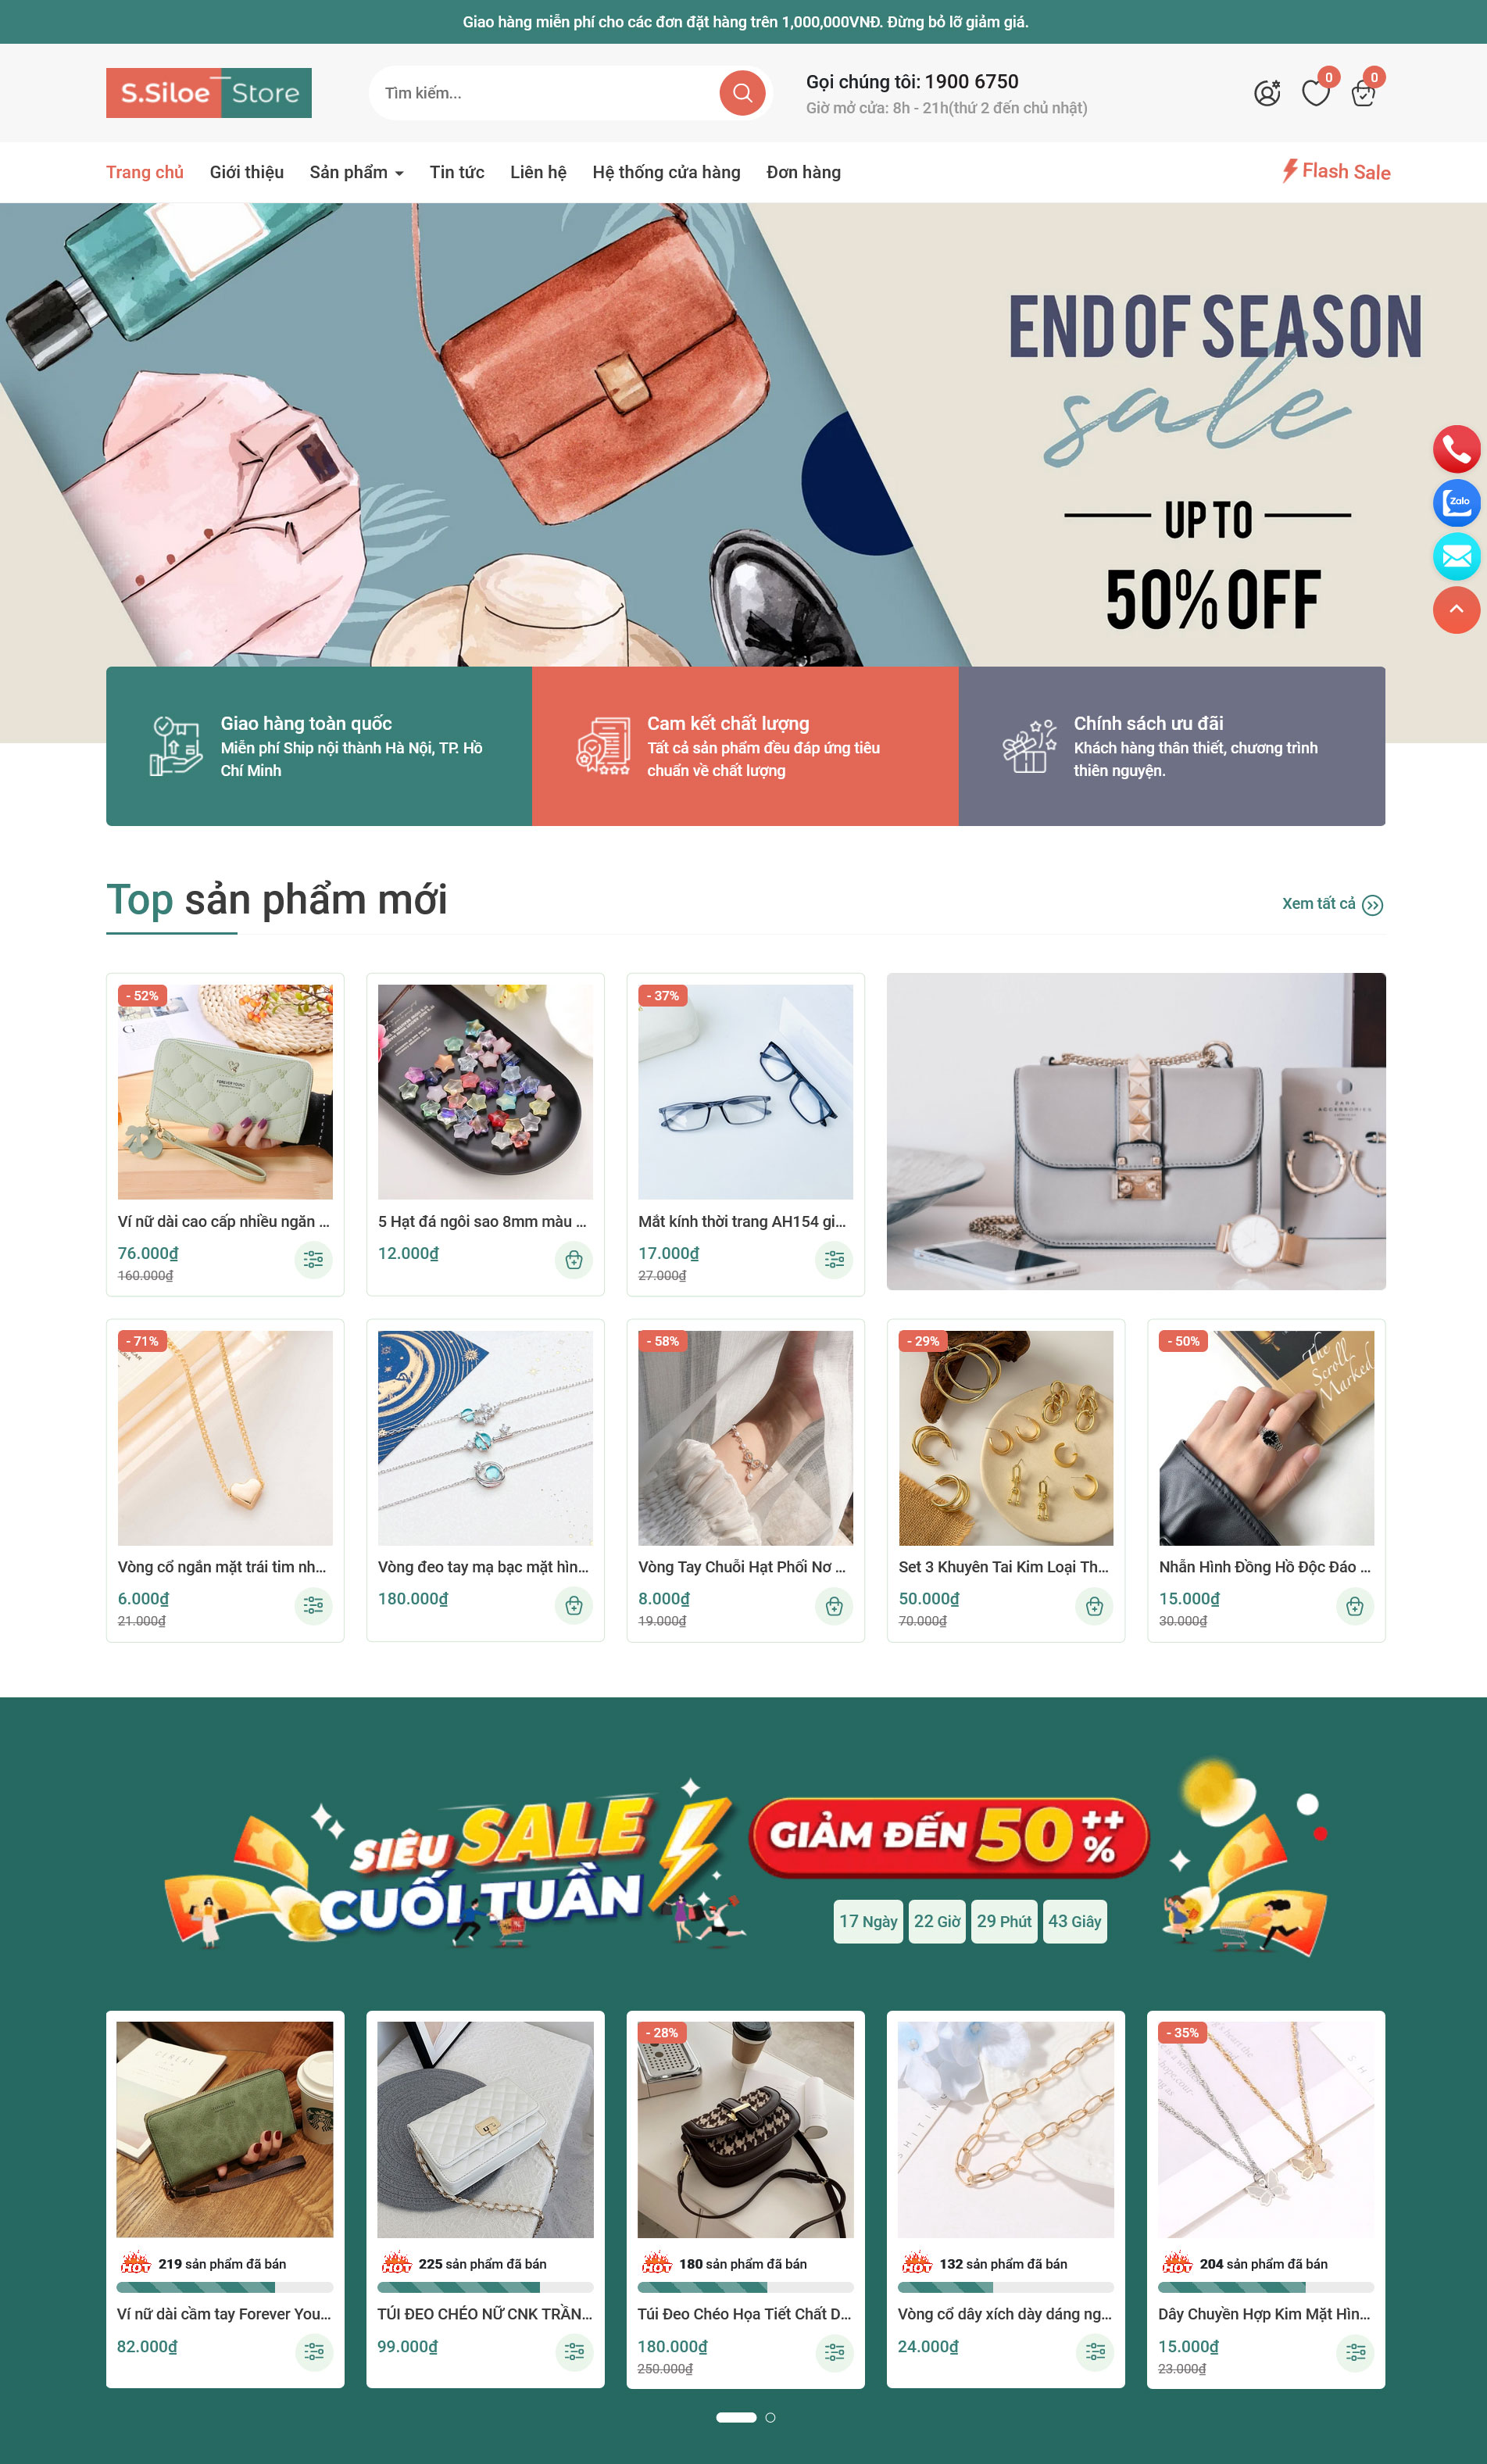 Giao hàng miễn phí cho các đơn đặt hàng trên 1,000,000VNĐ. Đừng bỏ lỡ giảm giá.
S.Siloe Store
Tìm kiếm...
Gọi chúng tôi: 1900 6750
Giờ mở cửa: 8h - 21h(thứ 2 đến chủ nhật)
0
0
Trang chủ
Giới thiệu
Sản phẩm
Tin tức
Liên hệ
Hệ thống cửa hàng
Đơn hàng
Flash Sale
END OF SEASON
sale
UP TO
50% OFF
Zalo
Giao hàng toàn quốc
Miễn phí Ship nội thành Hà Nội, TP. Hồ
Chí Minh
Cam kết chất lượng
Tất cả sản phẩm đều đáp ứng tiêu
chuẩn về chất lượng
Chính sách ưu đãi
Khách hàng thân thiết, chương trình
thiên nguyện.
Top sản phẩm mới
Xem tất cả
- 52%
G
FOREVER YOUNG
Ví nữ dài cao cấp nhiều ngăn ...
76.000₫
160.000₫
5 Hạt đá ngôi sao 8mm màu ...
12.000₫
- 37%
Mắt kính thời trang AH154 gi...
17.000₫
27.000₫
ZARA
ACCESSORIES
- 71%
Vòng cổ ngắn mặt trái tim nh...
6.000₫
21.000₫
Vòng đeo tay mạ bạc mặt hìn...
180.000₫
- 58%
Vòng Tay Chuỗi Hạt Phối Nơ ...
8.000₫
19.000₫
- 29%
Set 3 Khuyên Tai Kim Loại Th...
50.000₫
70.000₫
- 50%
The
Scroll
Marked
Nhẫn Hình Đồng Hồ Độc Đáo ...
15.000₫
30.000₫
SIÊU SALE
CUỐI TUẦN
GIẢM ĐẾN 50 ++ %
17 Ngày
22 Giờ
29 Phút
43 Giây
HOT
219 sản phẩm đã bán
Ví nữ dài cầm tay Forever You...
82.000₫
HOT
225 sản phẩm đã bán
TÚI ĐEO CHÉO NỮ CNK TRẦN...
99.000₫
- 28%
HOT
180 sản phẩm đã bán
Túi Đeo Chéo Họa Tiết Chất D...
180.000₫
250.000₫
HOT
132 sản phẩm đã bán
Vòng cổ dây xích dày dáng ng...
24.000₫
- 35%
HOT
204 sản phẩm đã bán
Dây Chuyền Hợp Kim Mặt Hìn...
15.000₫
23.000₫